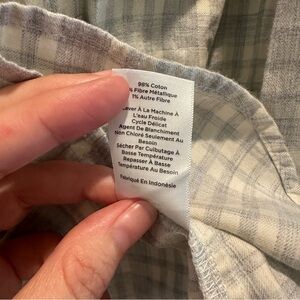 98% Coton
% Fibre Métallique
1% Autre Fibre
Laver À La Machine À
L'eau Froide
Cycle Délicat
Agent De Blanchiment
Non Chloré Seulement Au
Besoin
Sécher Par Culbutage À
Basse Température
Repasser À Basse
Température Au Besoin
Fabriqué En Indonésie